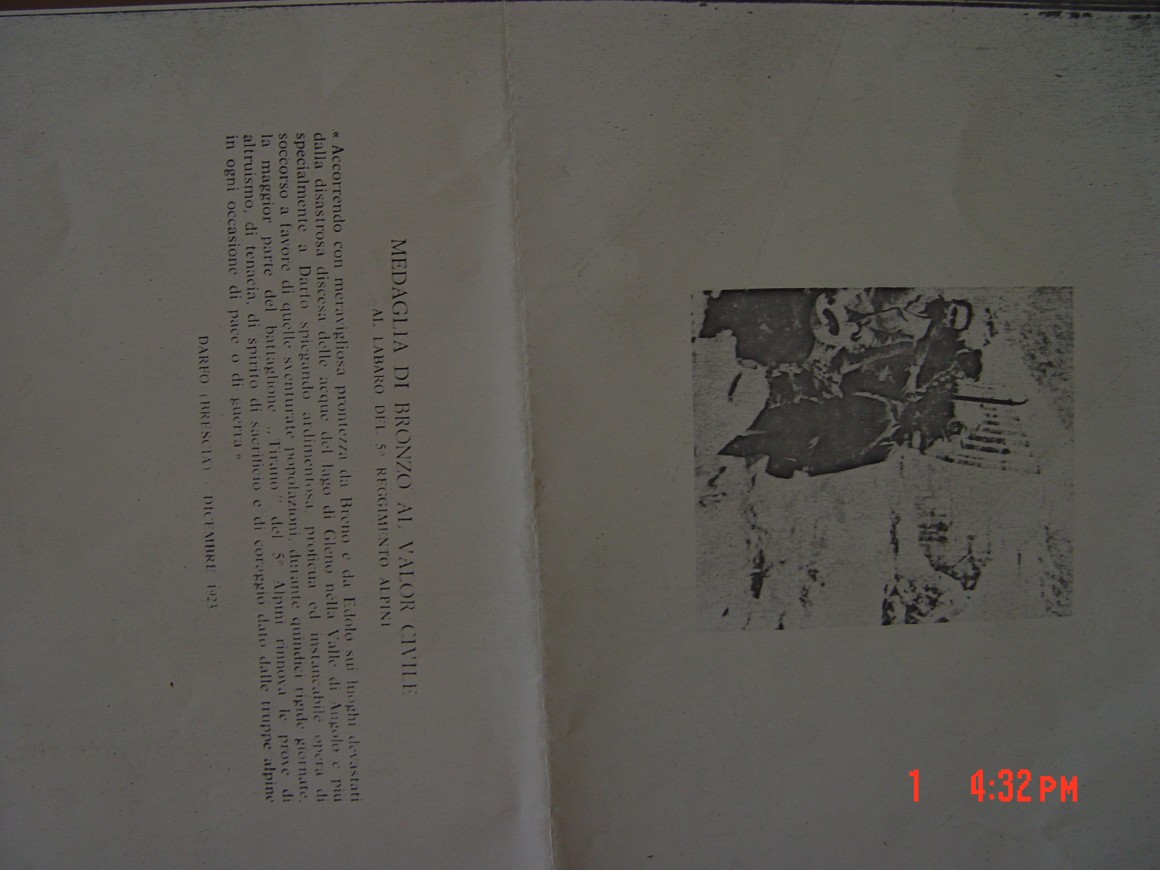 MEDAGLIA DI BRONZO AL VALOR CIVILE
AL LABARO DEL 5° REGGIMENTO ALPINI
« Accorrendo con meravigliosa prontezza da Breno e da Edolo sui luoghi devastati
dalla disastrosa discesa delle acque del lago di Gleno nella Valle di Angolo e più
specialmente a Darfo spiegando ardimentosa, proficua ed instancabile opera di
soccorso a favore di quelle sventurate popolazioni, durante quindici rigide giornate,
la maggior parte del battaglione „ Tirano " del 5° Alpini rinnova le prove di
altruismo, di tenacia, di spirito di sacrificio e di coraggio dato dalle truppe alpine
in ogni occasione di pace o di guerra »
DARFO (BRESCIA) - DICEMBRE 1923
1 4:32 PM